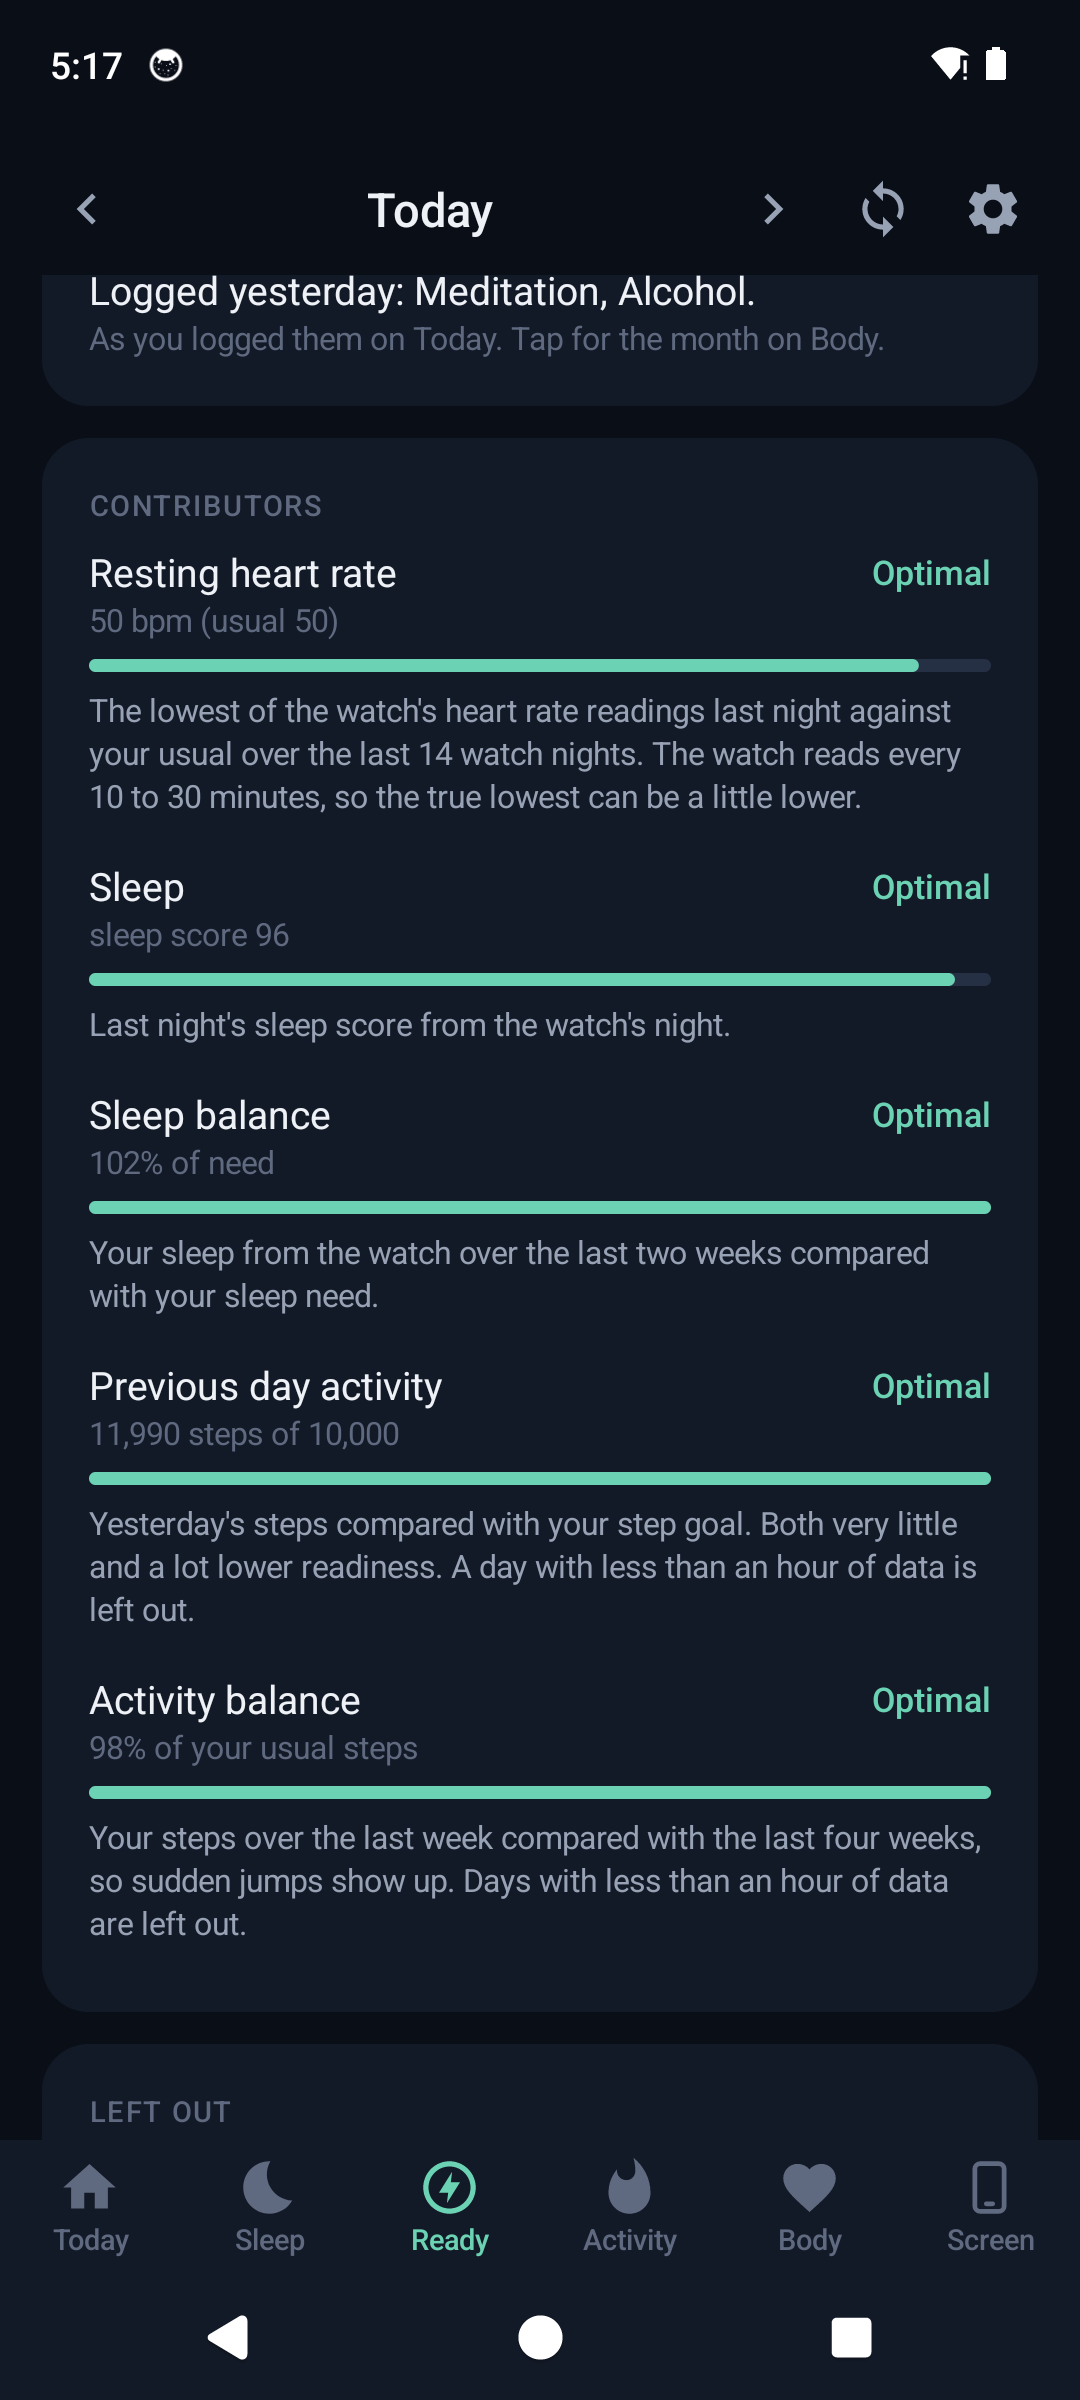 5:17
Today
Logged yesterday: Meditation, Alcohol.
As you logged them on Today. Tap for the month on Body.
CONTRIBUTORS
Resting heart rate
Optimal
50 bpm (usual 50)
The lowest of the watch's heart rate readings last night against
your usual over the last 14 watch nights. The watch reads every
10 to 30 minutes, so the true lowest can be a little lower.
Sleep
Optimal
sleep score 96
Last night's sleep score from the watch's night.
Sleep balance
Optimal
102% of need
Your sleep from the watch over the last two weeks compared
with your sleep need.
Previous day activity
Optimal
11,990 steps of 10,000
Yesterday's steps compared with your step goal. Both very little
and a lot lower readiness. A day with less than an hour of data is
left out.
Activity balance
Optimal
98% of your usual steps
Your steps over the last week compared with the last four weeks,
so sudden jumps show up. Days with less than an hour of data
are left out.
LEFT OUT
Today
Sleep
Ready
Activity
Body
Screen